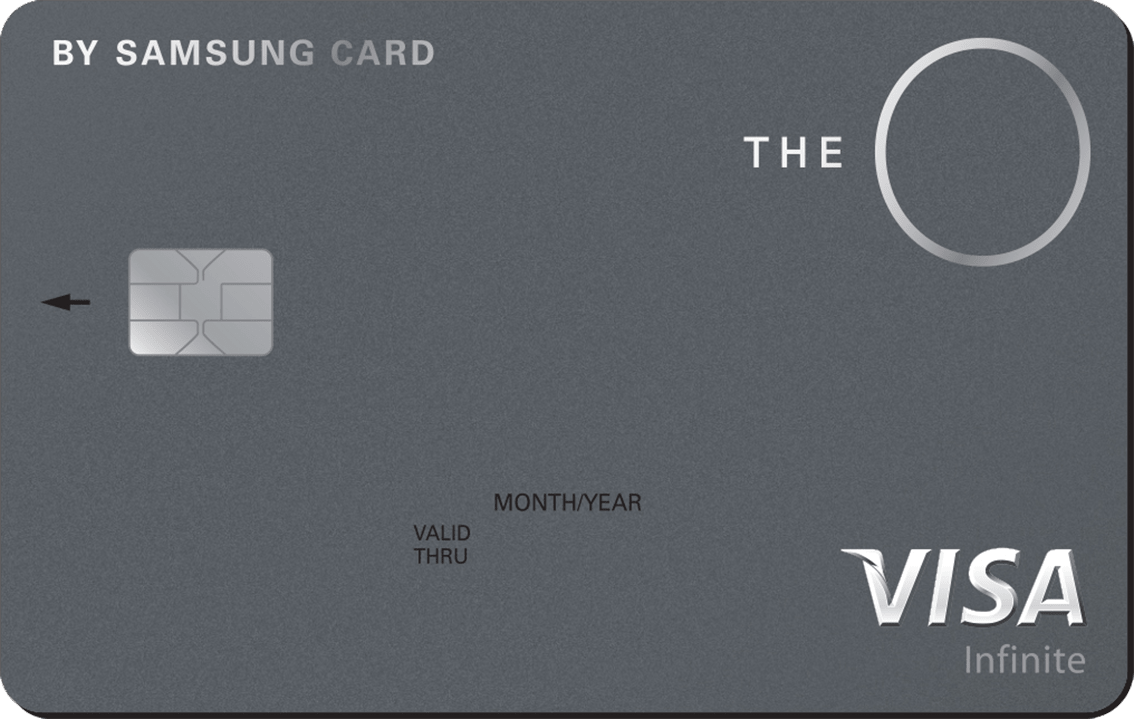 BY SAMSUNG CARD
THE O
MONTH/YEAR
VALID
THRU
VISA
Infinite